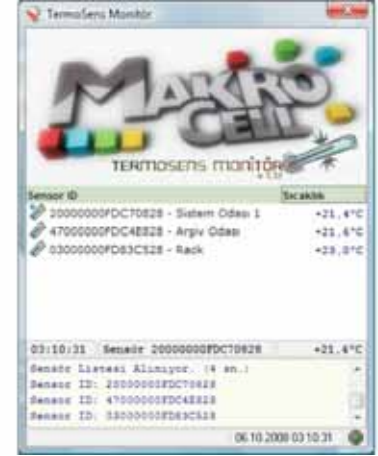 TermoSens Monitör
MAKRO
CELL
TERMOSENS MONİTÖR
Sensor ID Sıcaklık
20000000FDC70828 - Sistem Odası 1 +21,4°C
47000000FDC4E828 - Arşiv Odası +21,6°C
03000000FD83C528 - Rack +23,0°C
03:10:31 Sensör 20000000FDC70828 +21,4°C
Sensör Listesi Alınıyor. (4 sn.)
Sensor ID: 20000000FDC70828
Sensor ID: 47000000FDC4E828
Sensor ID: 03000000FD83C528
06.10.2008 03:10:31